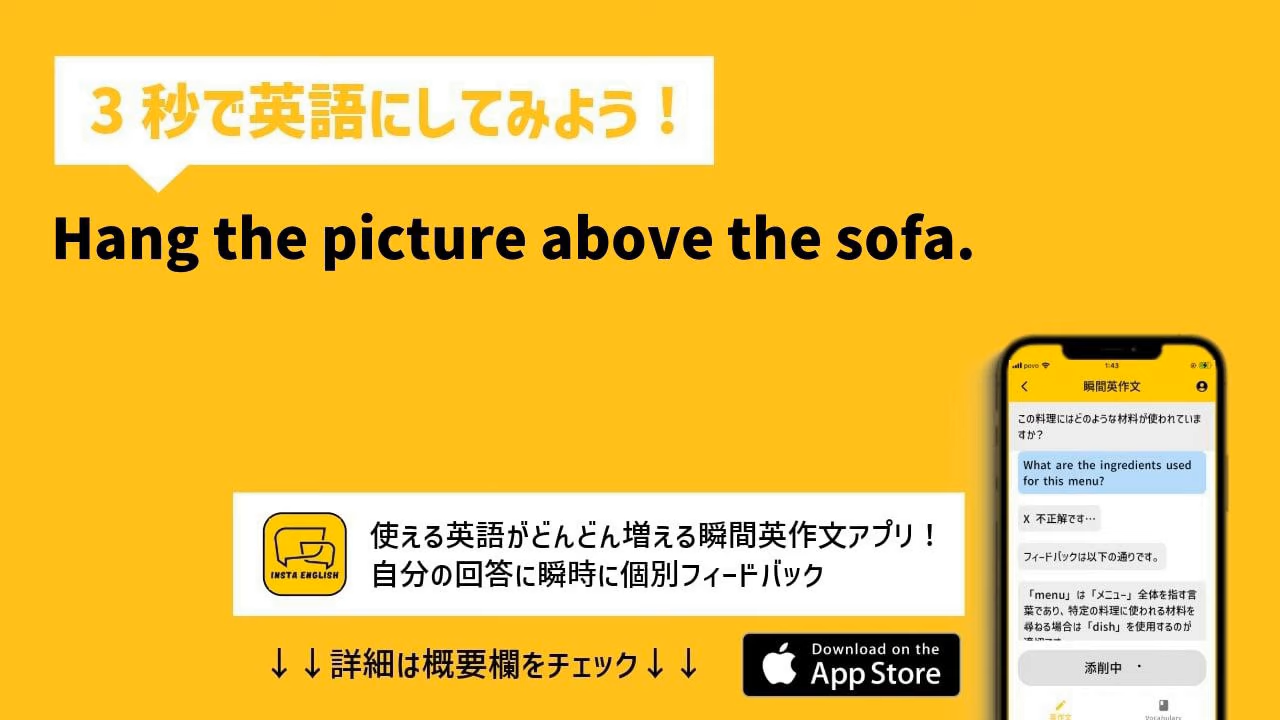 3 秒で英語にしてみよう！
Hang the picture above the sofa.
povo
1:43
瞬間英作文
この料理にはどのような材料が使われていま
すか？
What are the ingredients used
for this menu?
X 不正解です…
フィードバックは以下の通りです。
「menu」は「メニュー」全体を指す言
葉であり、特定の料理に使われる材料を
尋ねる場合は「dish」を使用するのが
添削中
英作文
Vocabulary
INSTA ENGLISH
使える英語がどんどん増える瞬間英作文アプリ！
自分の回答に瞬時に個別フィードバック
↓↓詳細は概要欄をチェック↓↓
Download on the
App Store